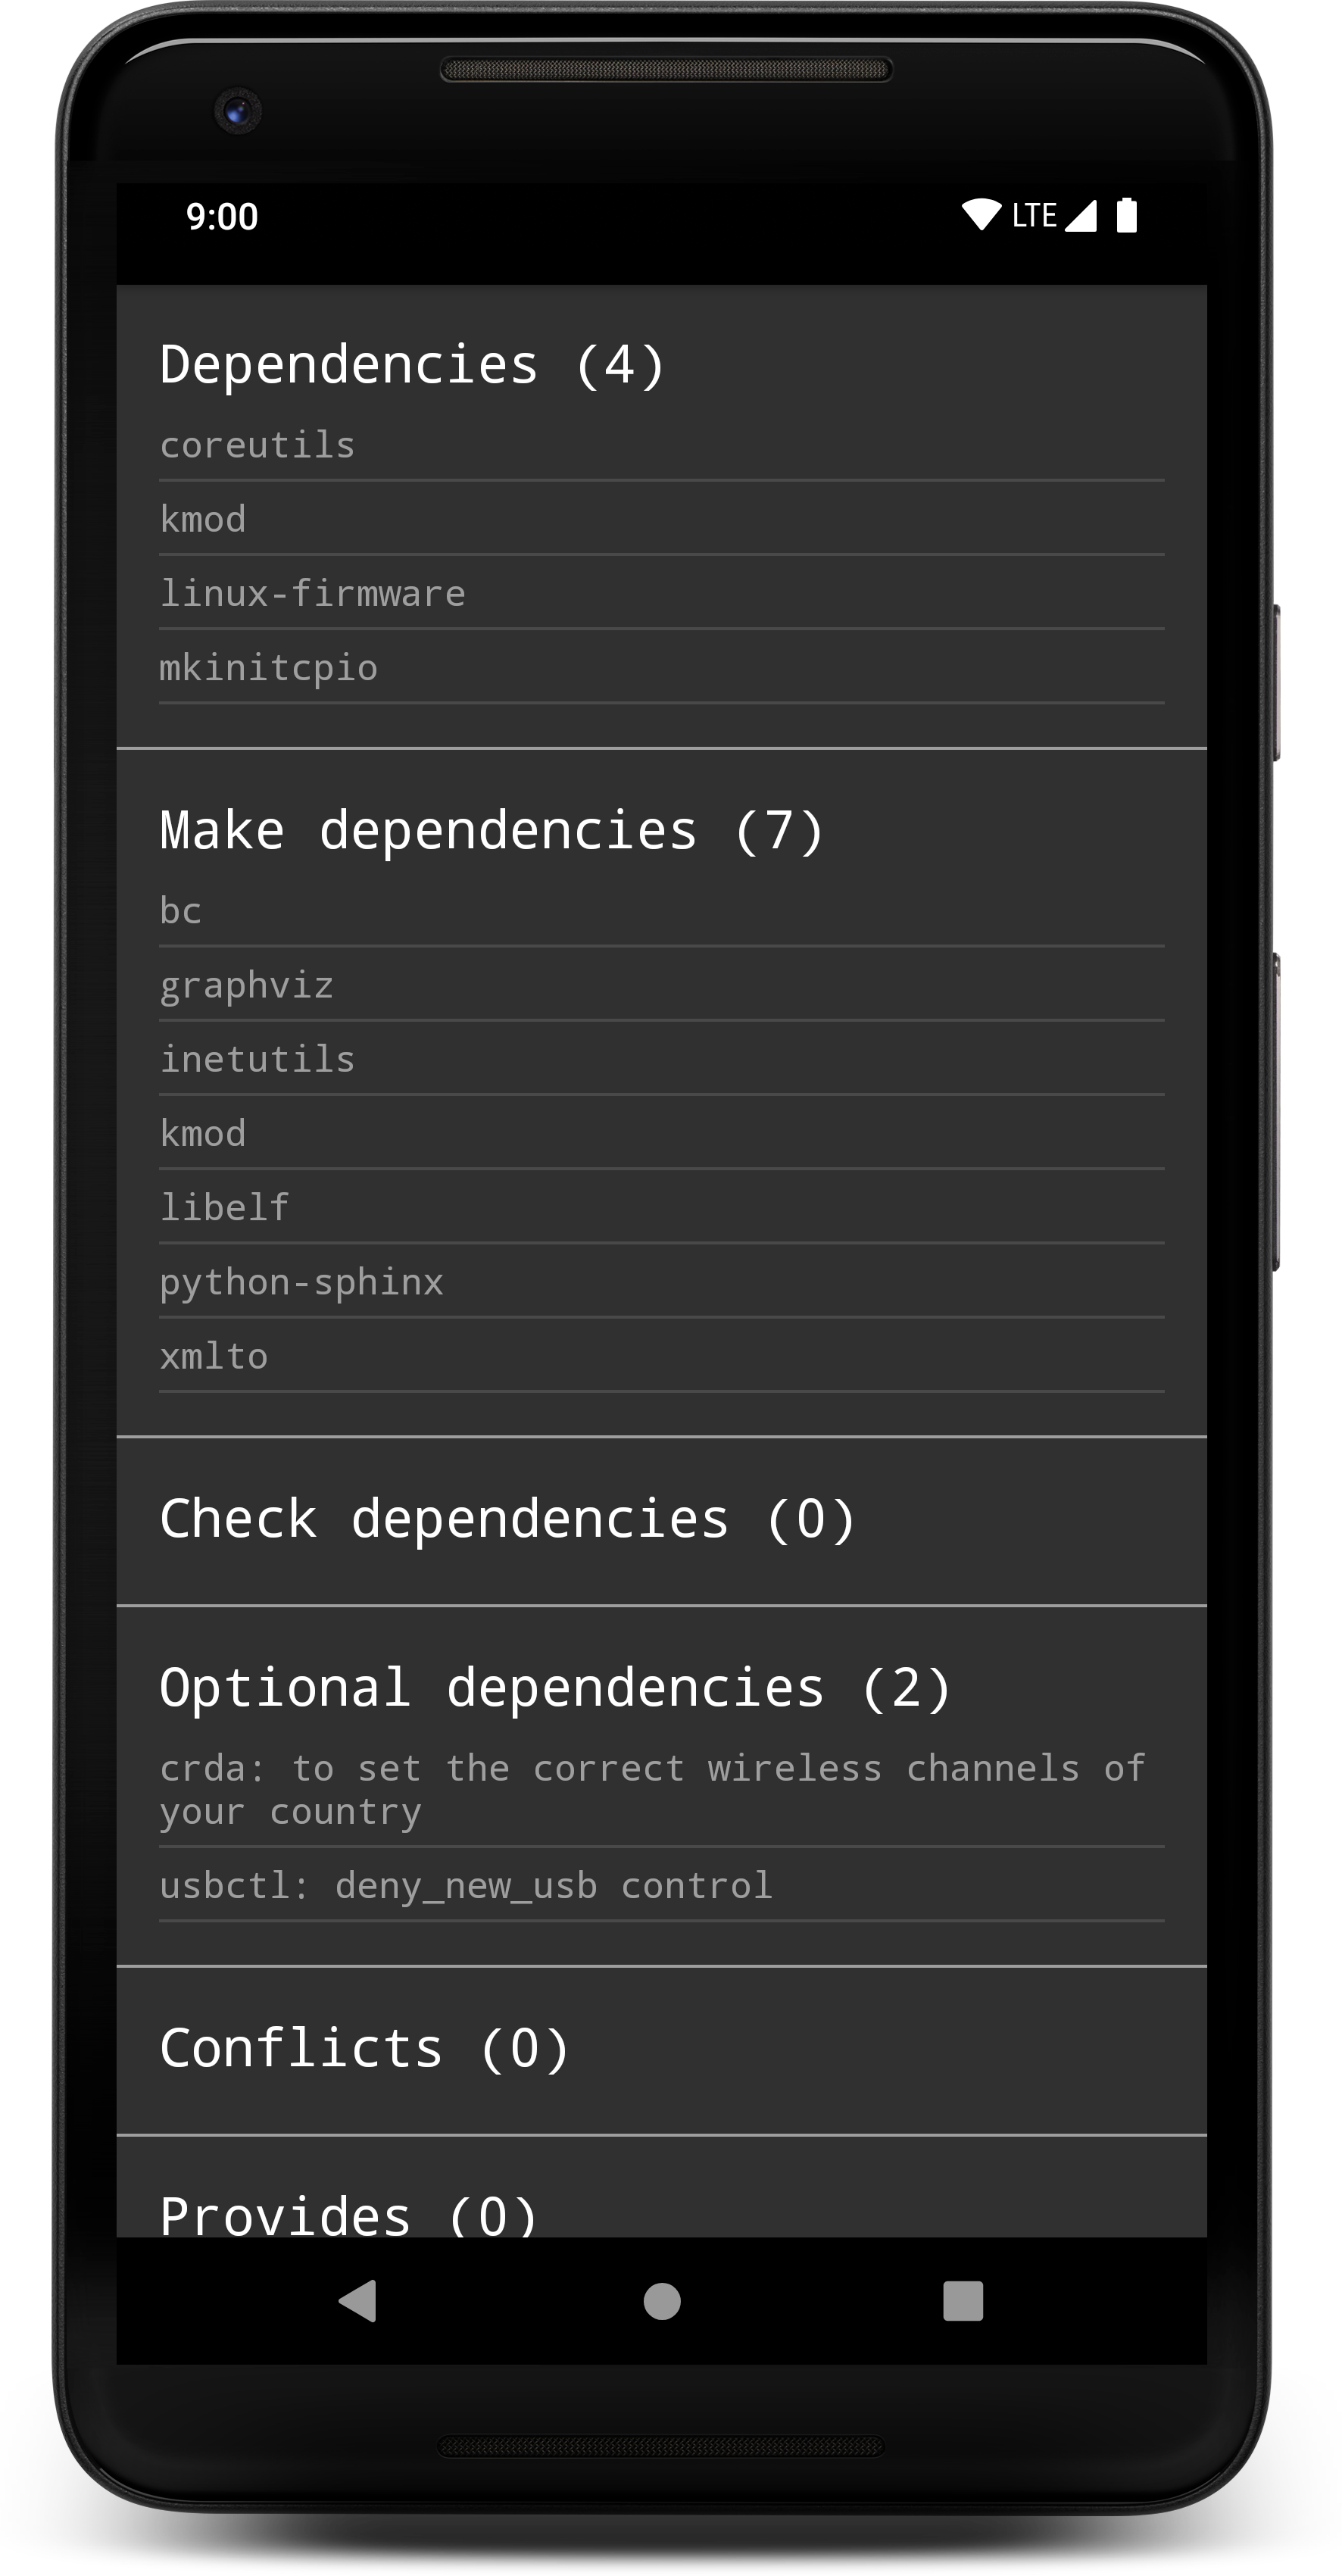 9:00
LTE
Dependencies (4)
coreutils
kmod
linux-firmware
mkinitcpio
Make dependencies (7)
bc
graphviz
inetutils
kmod
libelf
python-sphinx
xmlto
Check dependencies (0)
Optional dependencies (2)
crda: to set the correct wireless channels of
your country
usbctl: deny_new_usb control
Conflicts (0)
Provides (0)